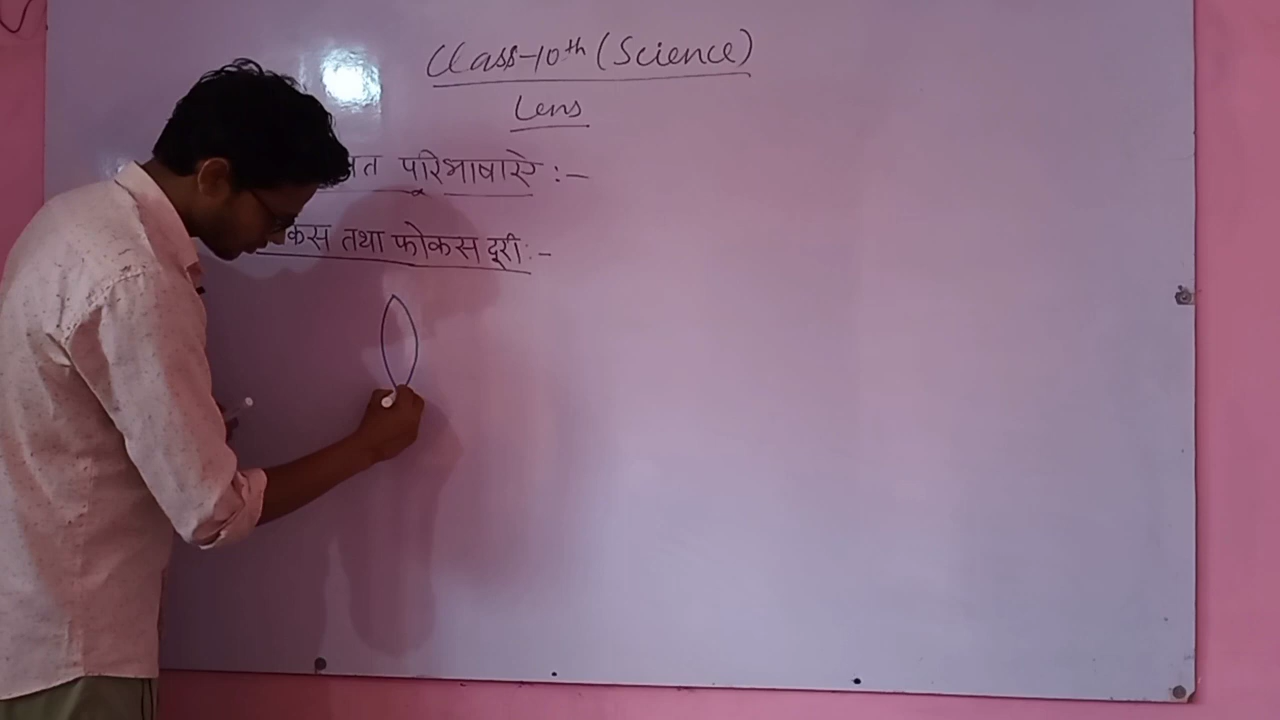 Class-10th (Science)
Lens
परिभाषाऐ :-
तथा फोकस दूरी:-